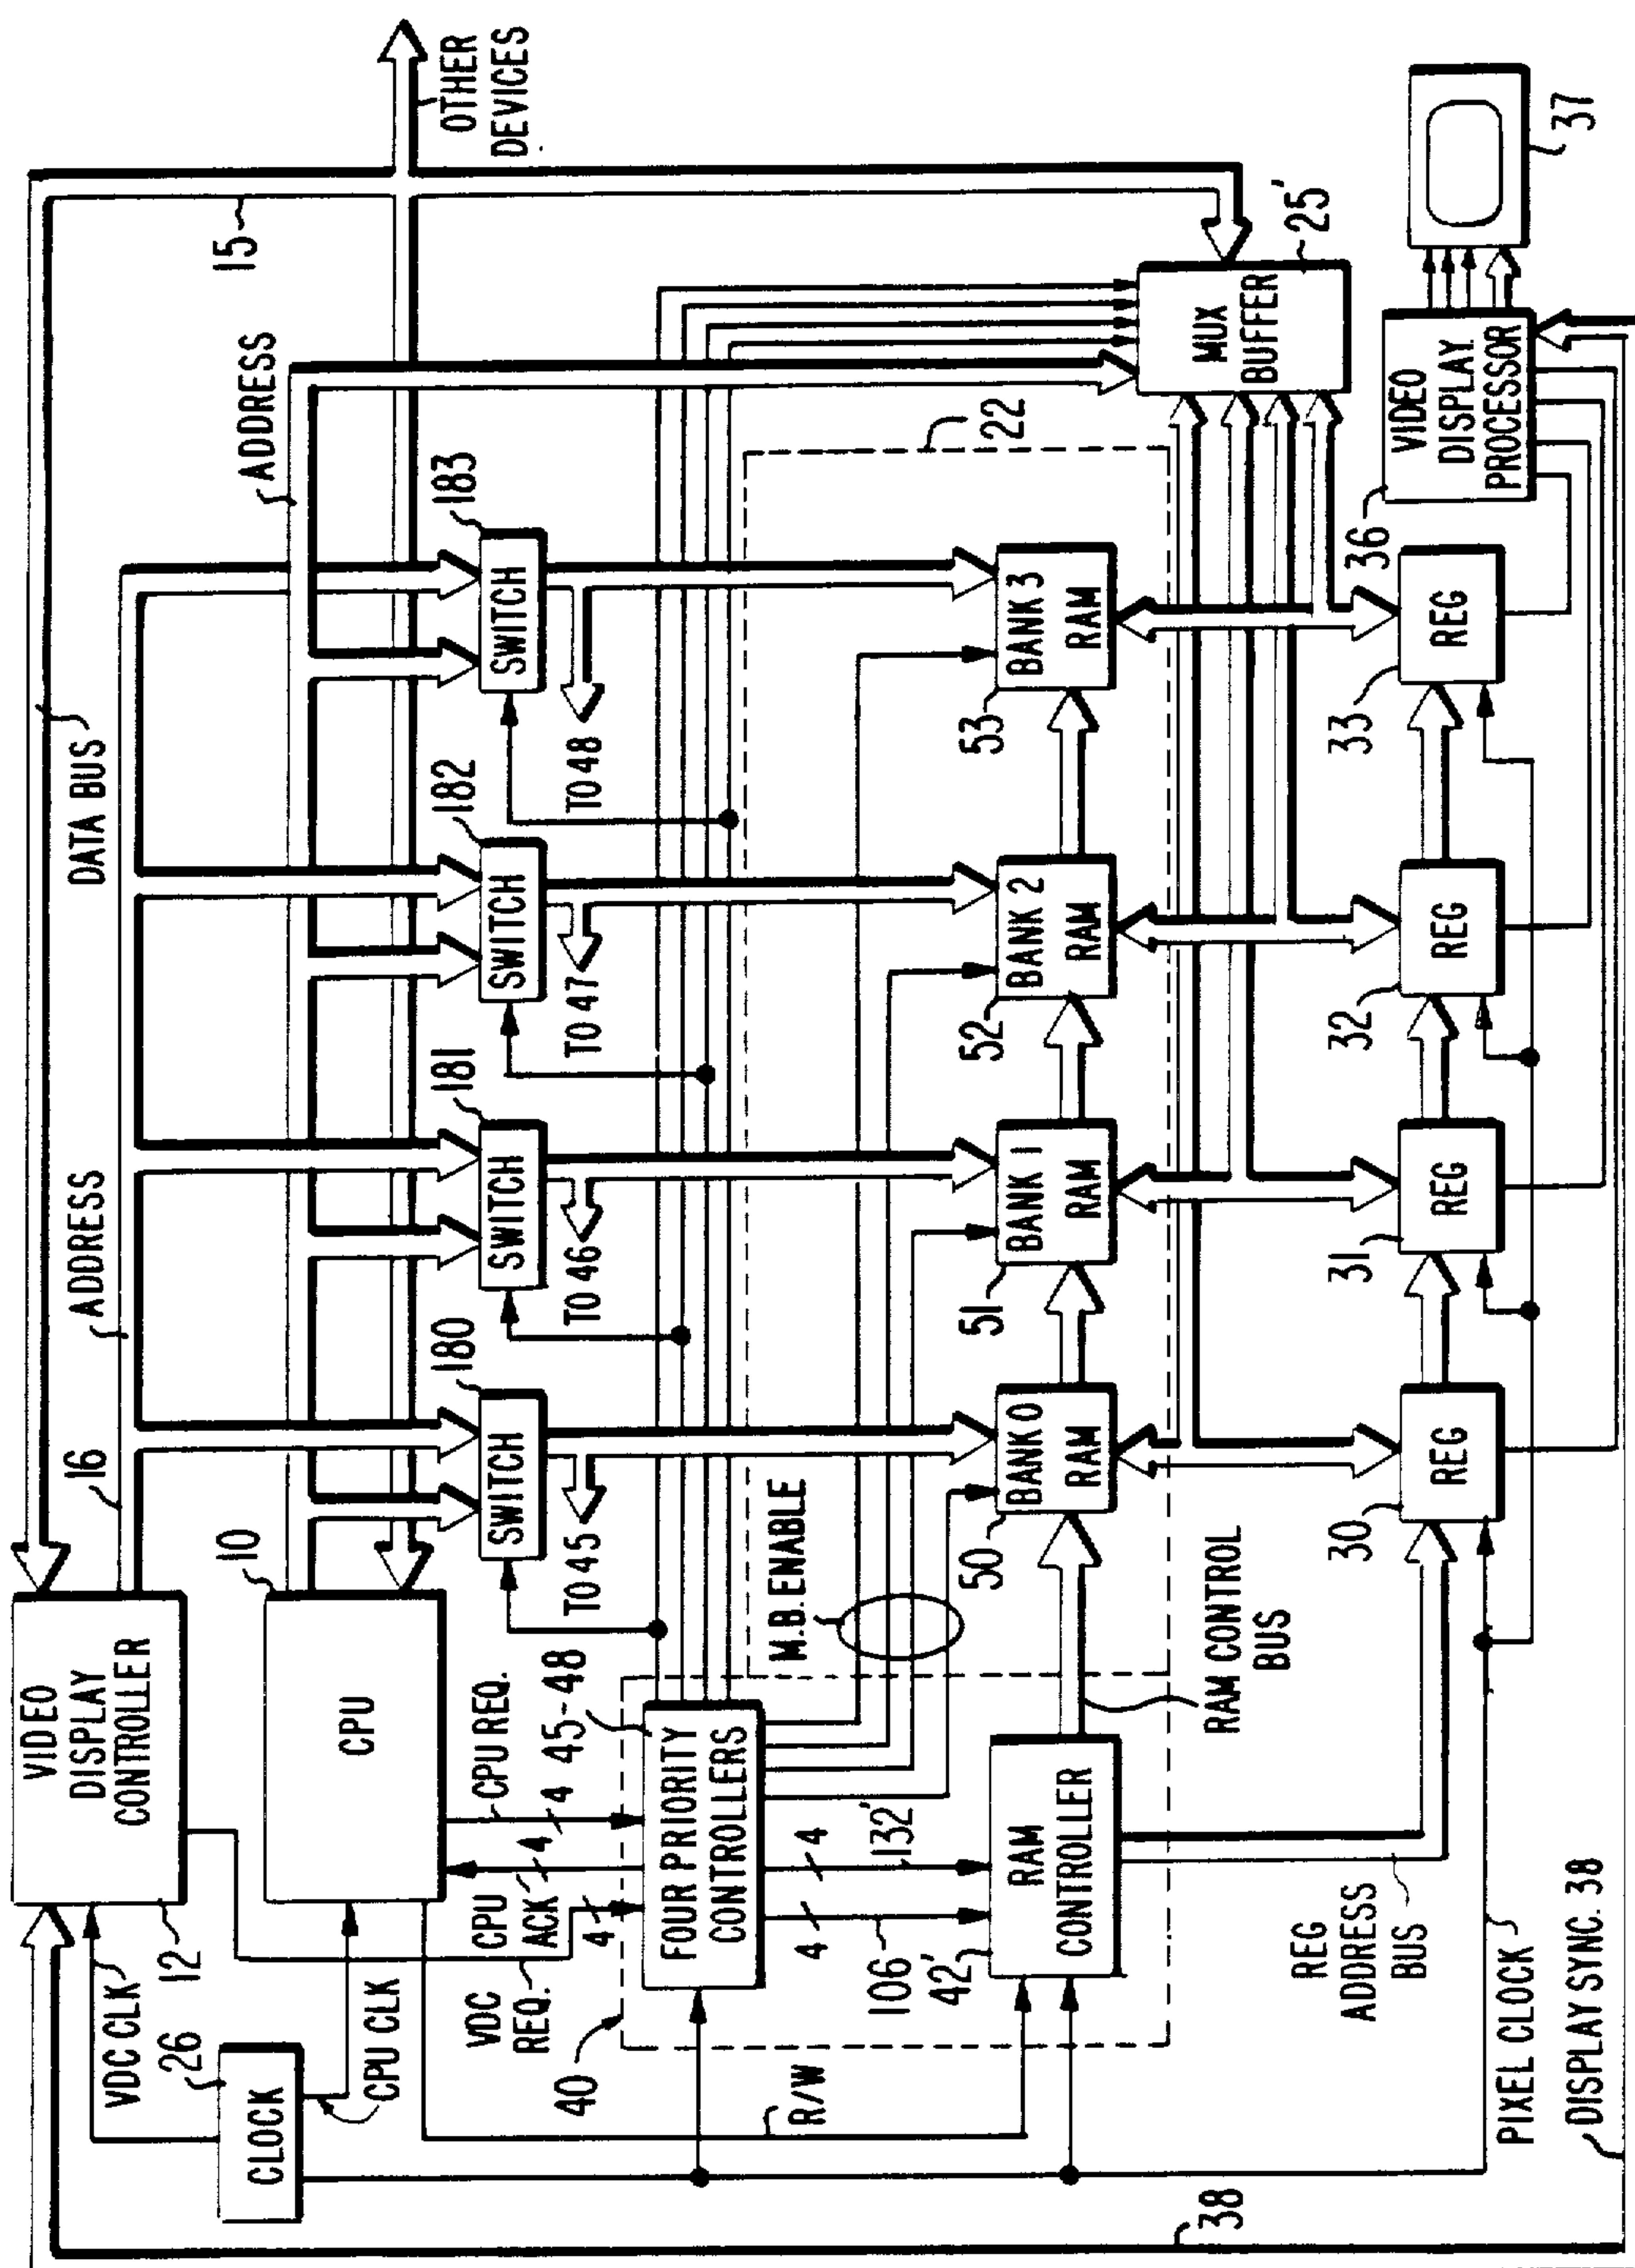 VIDEO
DISPLAY
CONTROLLER
12
VDC CLK
26
CLOCK
CPU CLK
CPU
10
16
ADDRESS
DATA BUS
15
ADDRESS
OTHER
DEVICES
CPU REQ.
4
CPU
ACK
4
VDC
REQ.
4
40
R/W
FOUR PRIORITY
CONTROLLERS
45-48
SWITCH
180
TO 45
SWITCH
181
TO 46
SWITCH
182
TO 47
SWITCH
183
TO 48
M.B. ENABLE
22
4
106
4
132'
42'
RAM
CONTROLLER
RAM CONTROL
BUS
BANK 0
RAM
50
BANK 1
RAM
51
BANK 2
RAM
52
BANK 3
RAM
53
MUX
BUFFER
25'
REG
ADDRESS
BUS
REG
30
REG
31
REG
32
REG
33
VIDEO
DISPLAY
PROCESSOR
36
37
PIXEL CLOCK
DISPLAY SYNC. 38
38